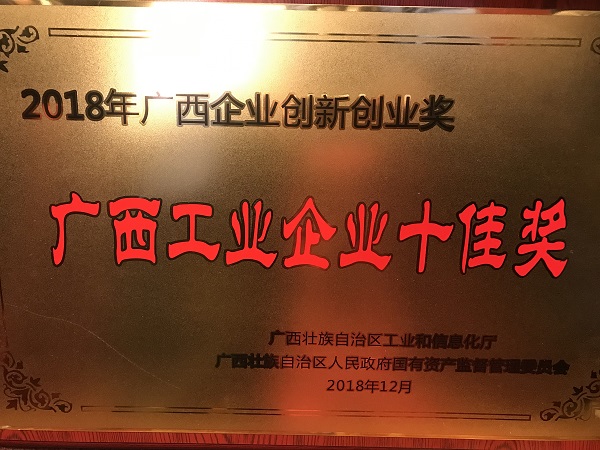 2018年广西企业创新创业奖
广西工业企业十佳奖
广西壮族自治区工业和信息化厅
广西壮族自治区人民政府国有资产监督管理委员会
2018年12月